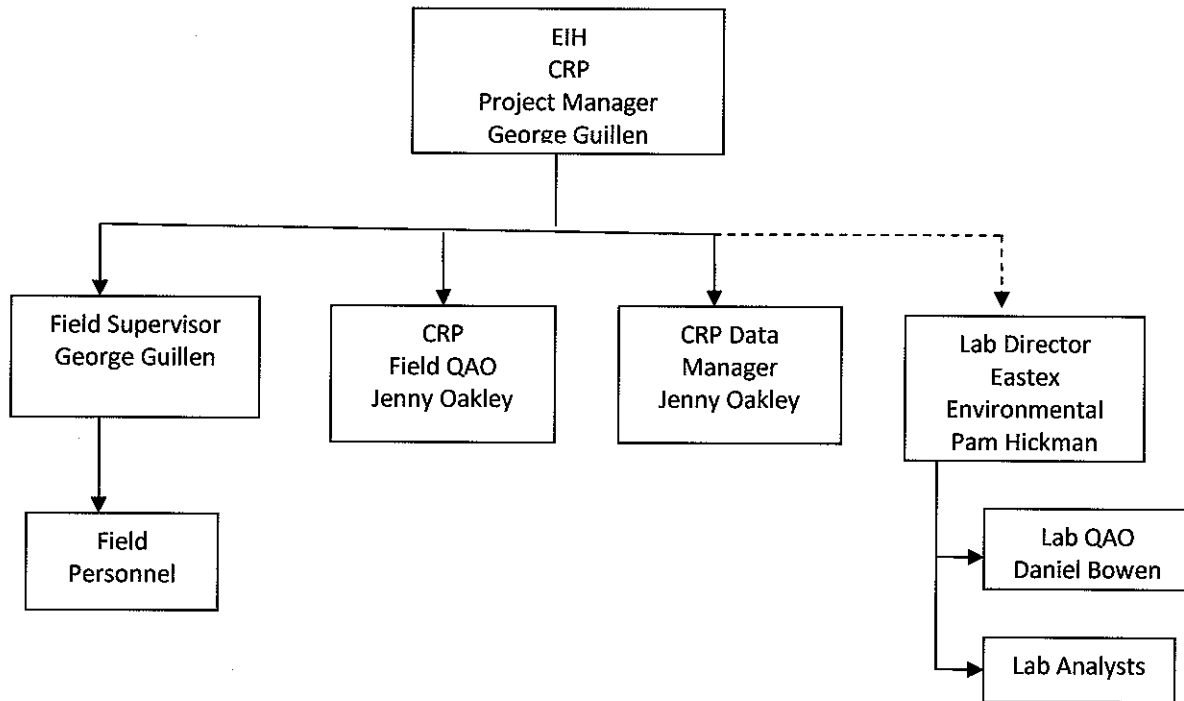 EIH
CRP
Project Manager
George Guillen
Field Supervisor
George Guillen
CRP
Field QAO
Jenny Oakley
CRP Data
Manager
Jenny Oakley
Lab Director
Eastex
Environmental
Pam Hickman
Field
Personnel
Lab QAO
Daniel Bowen
Lab Analysts